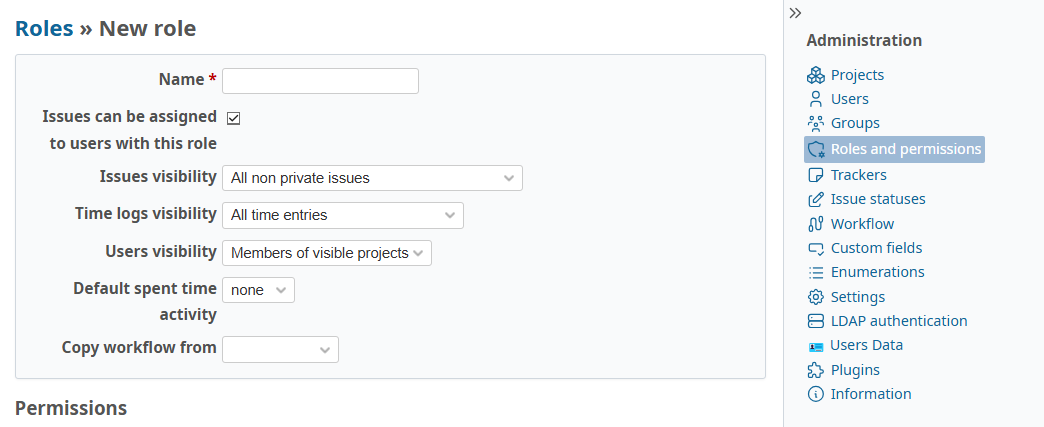 Roles » New role
Name *
Issues can be assigned
to users with this role
Issues visibility All non private issues
Time logs visibility All time entries
Users visibility Members of visible projects
Default spent time
activity none
Copy workflow from
Permissions
Administration
Projects
Users
Groups
Roles and permissions
Trackers
Issue statuses
Workflow
Custom fields
Enumerations
Settings
LDAP authentication
Users Data
Plugins
Information